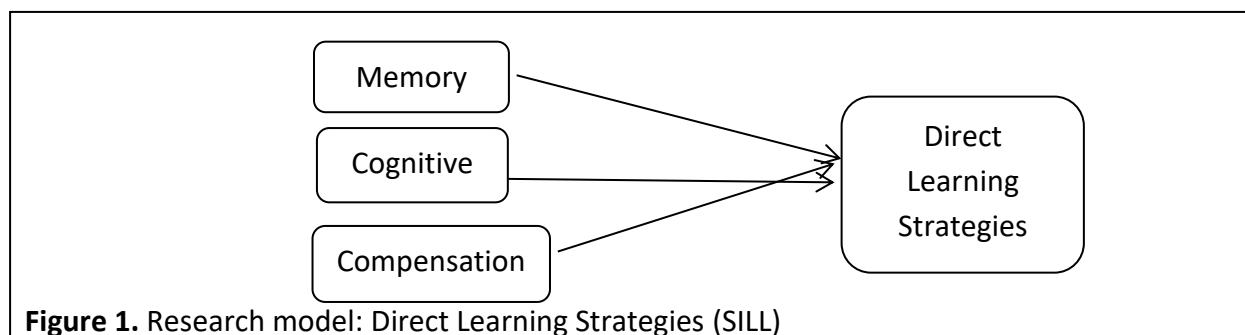 Memory
Cognitive
Compensation
Direct
Learning
Strategies
Figure 1. Research model: Direct Learning Strategies (SILL)